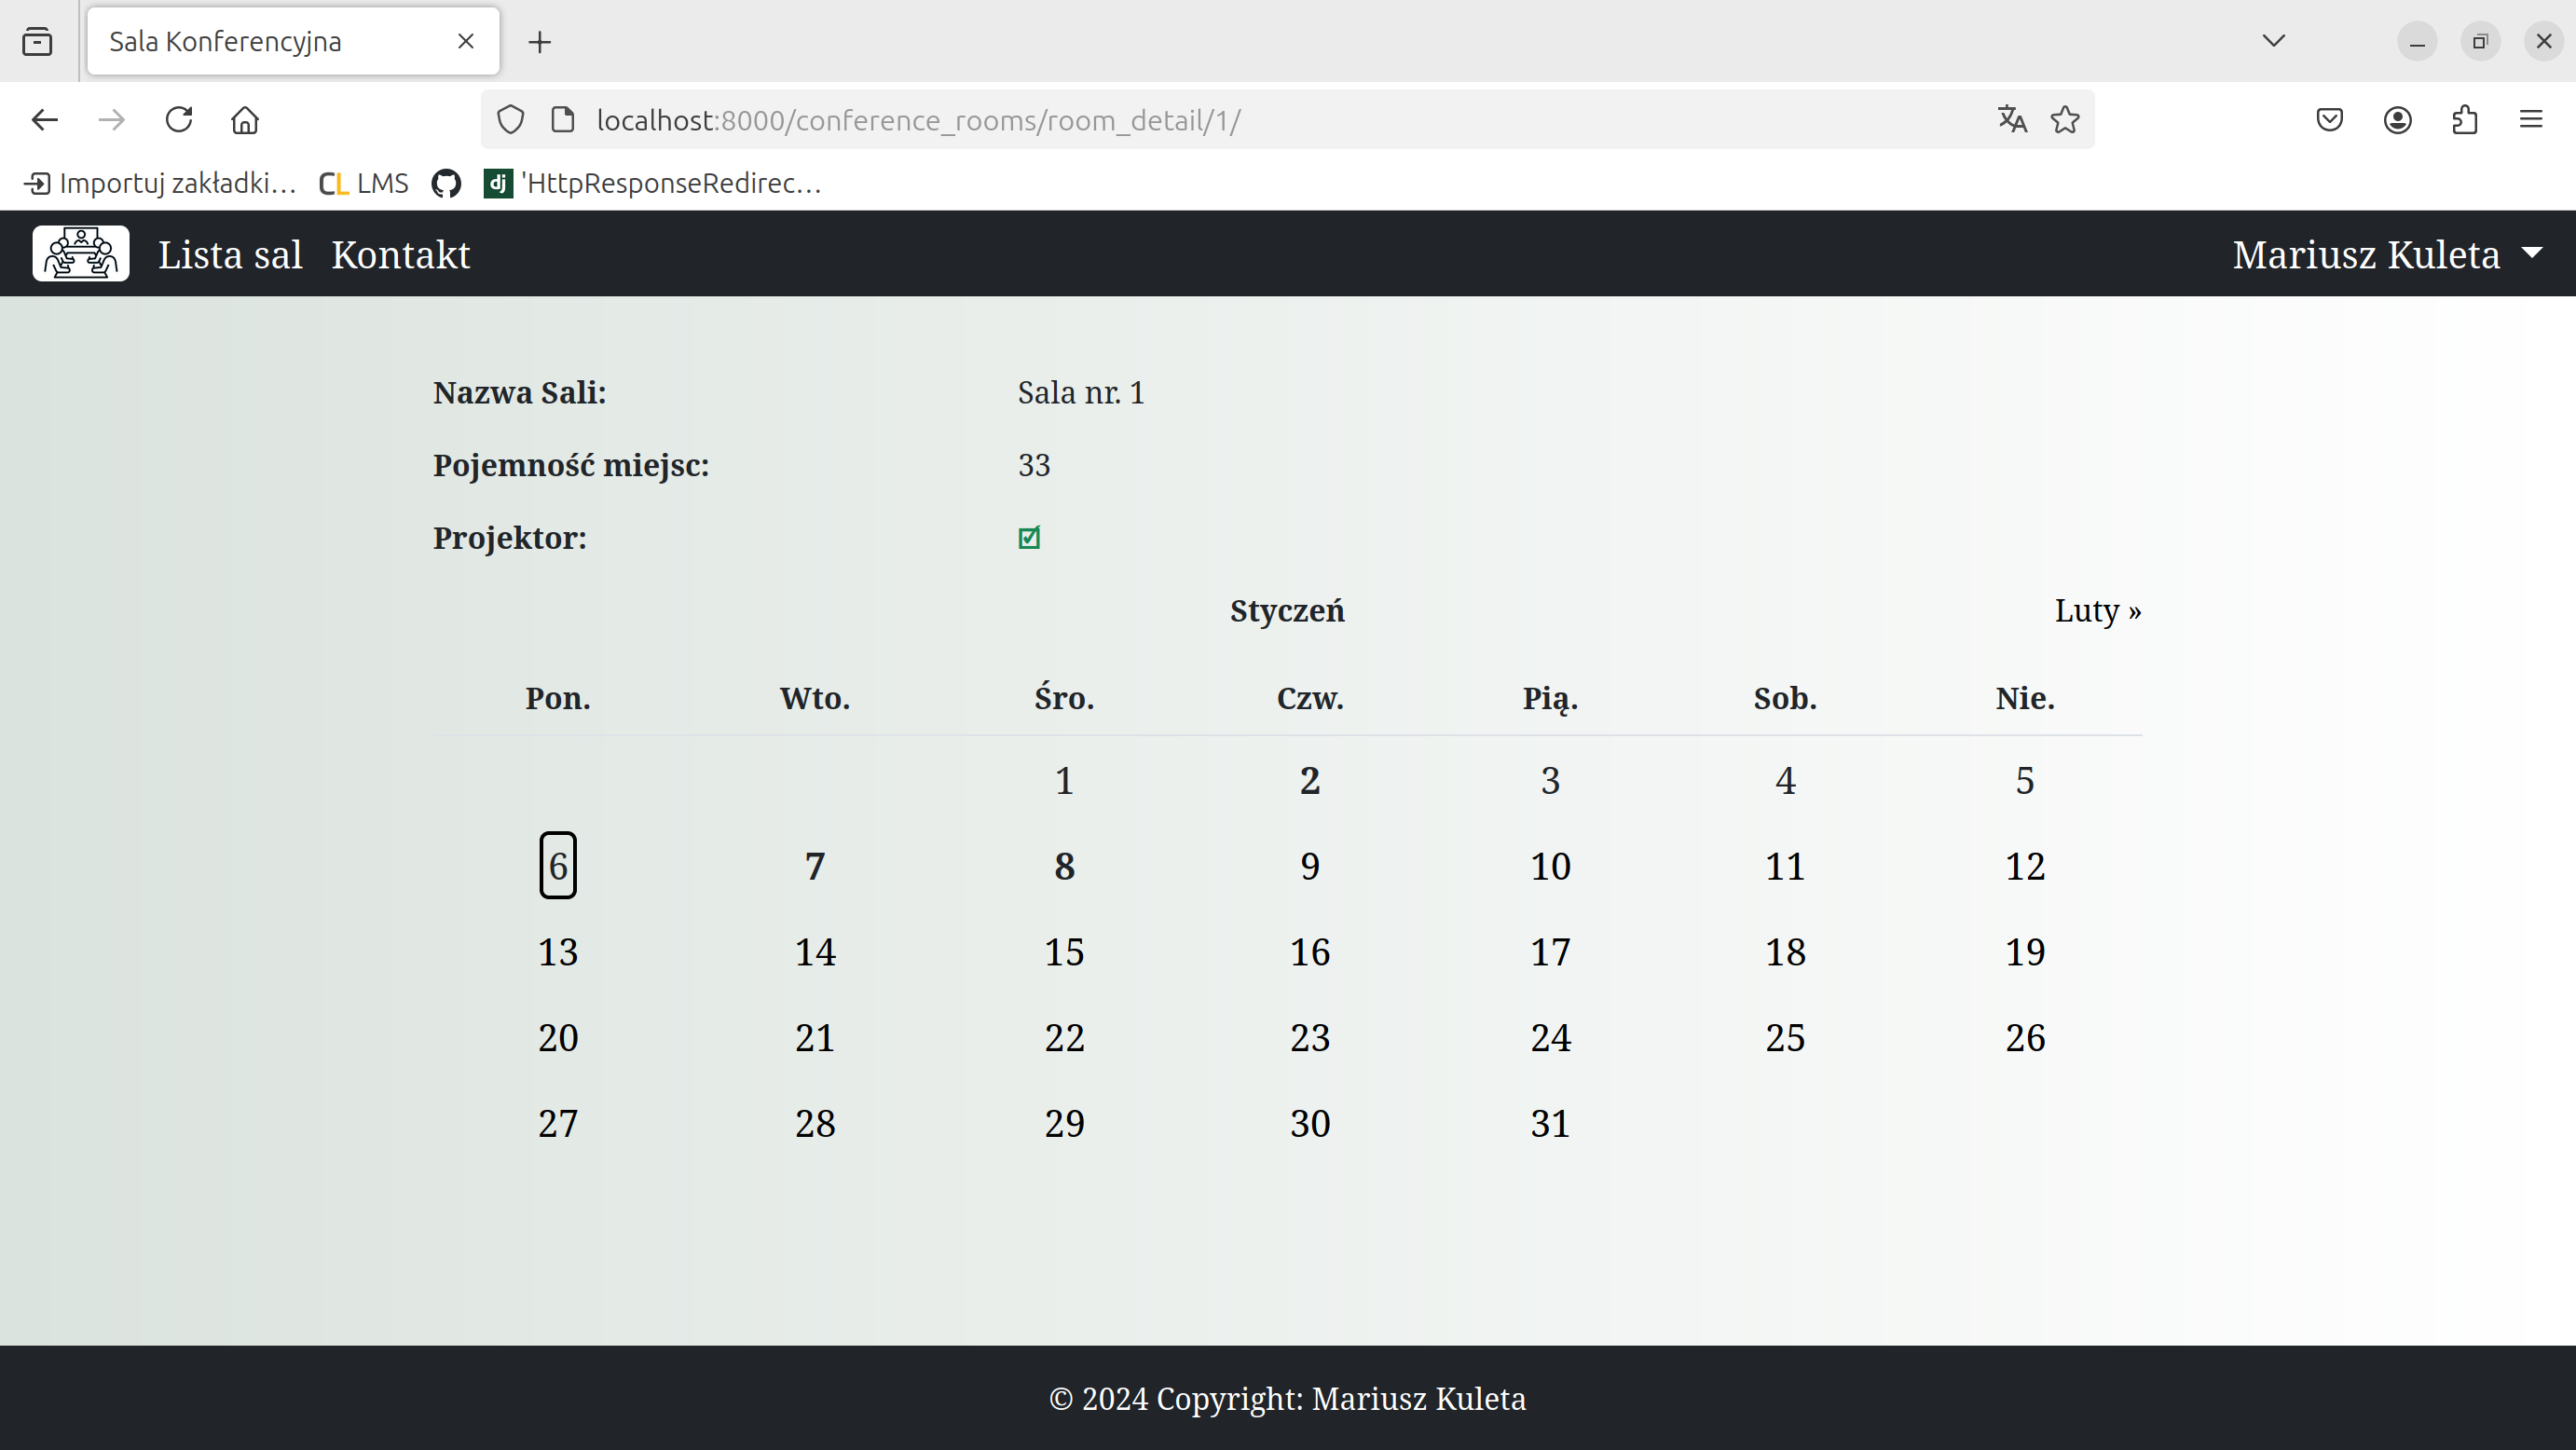 Sala Konferencyjna
localhost:8000/conference_rooms/room_detail/1/
Importuj zakładki… CL LMS dj 'HttpResponseRedirec…
Lista sal Kontakt Mariusz Kuleta
Nazwa Sali: Sala nr. 1
Pojemność miejsc: 33
Projektor:
Styczeń Luty »
Pon. Wto. Śro. Czw. Pią. Sob. Nie.
1 2 3 4 5
6 7 8 9 10 11 12
13 14 15 16 17 18 19
20 21 22 23 24 25 26
27 28 29 30 31
© 2024 Copyright: Mariusz Kuleta